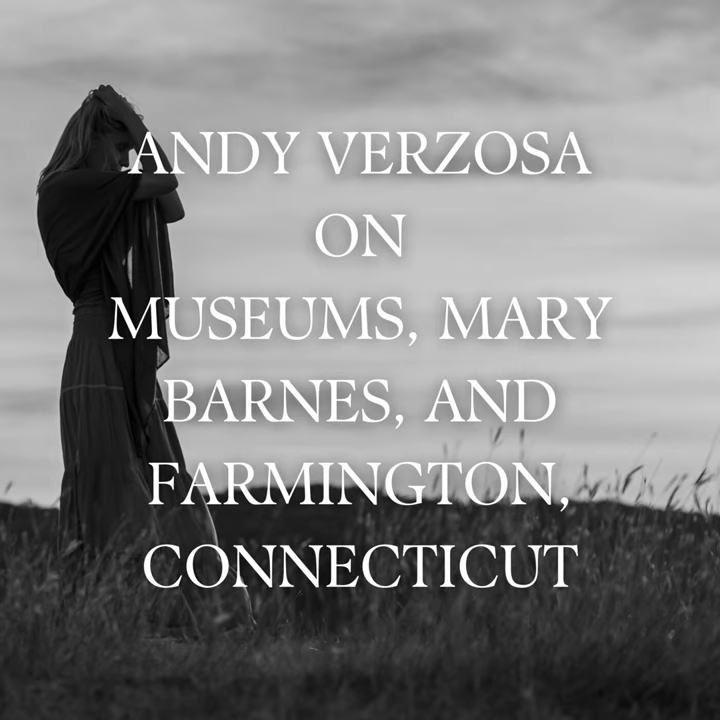 ANDY VERZOSA
ON
MUSEUMS, MARY
BARNES, AND
FARMINGTON,
CONNECTICUT